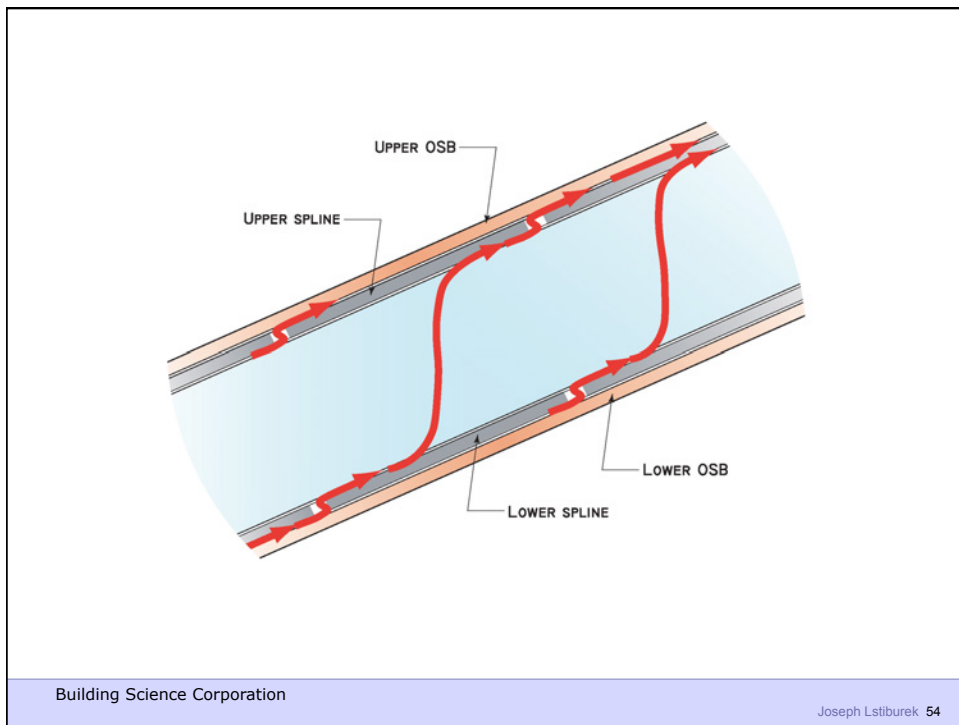 UPPER OSB
UPPER SPLINE
LOWER OSB
LOWER SPLINE
Building Science Corporation
Joseph Lstiburek 54